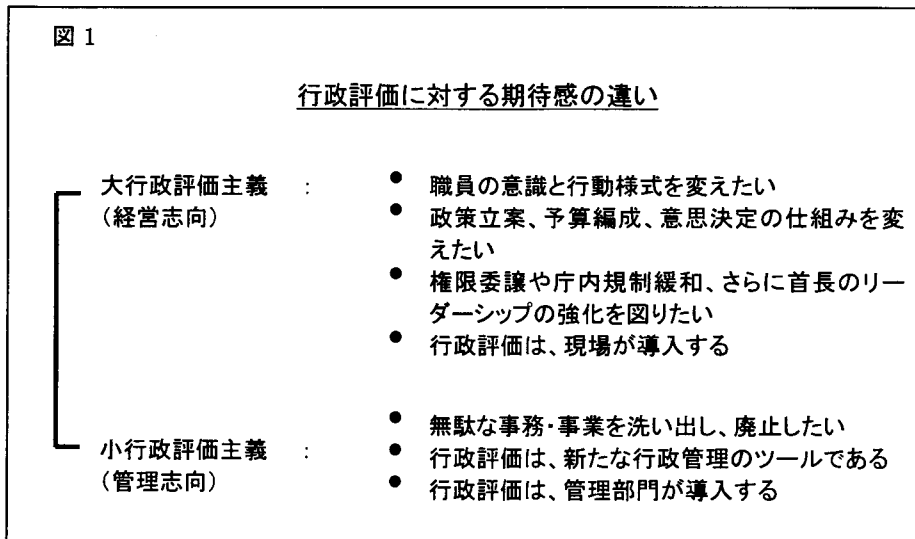 図 1
行政評価に対する期待感の違い
大行政評価主義 : ● 職員の意識と行動様式を変えたい
(経営志向) ● 政策立案、予算編成、意思決定の仕組みを変
えたい
● 権限委譲や庁内規制緩和、さらに首長のリー
ダーシップの強化を図りたい
● 行政評価は、現場が導入する
● 無駄な事務・事業を洗い出し、廃止したい
小行政評価主義 : ● 行政評価は、新たな行政管理のツールである
(管理志向) ● 行政評価は、管理部門が導入する